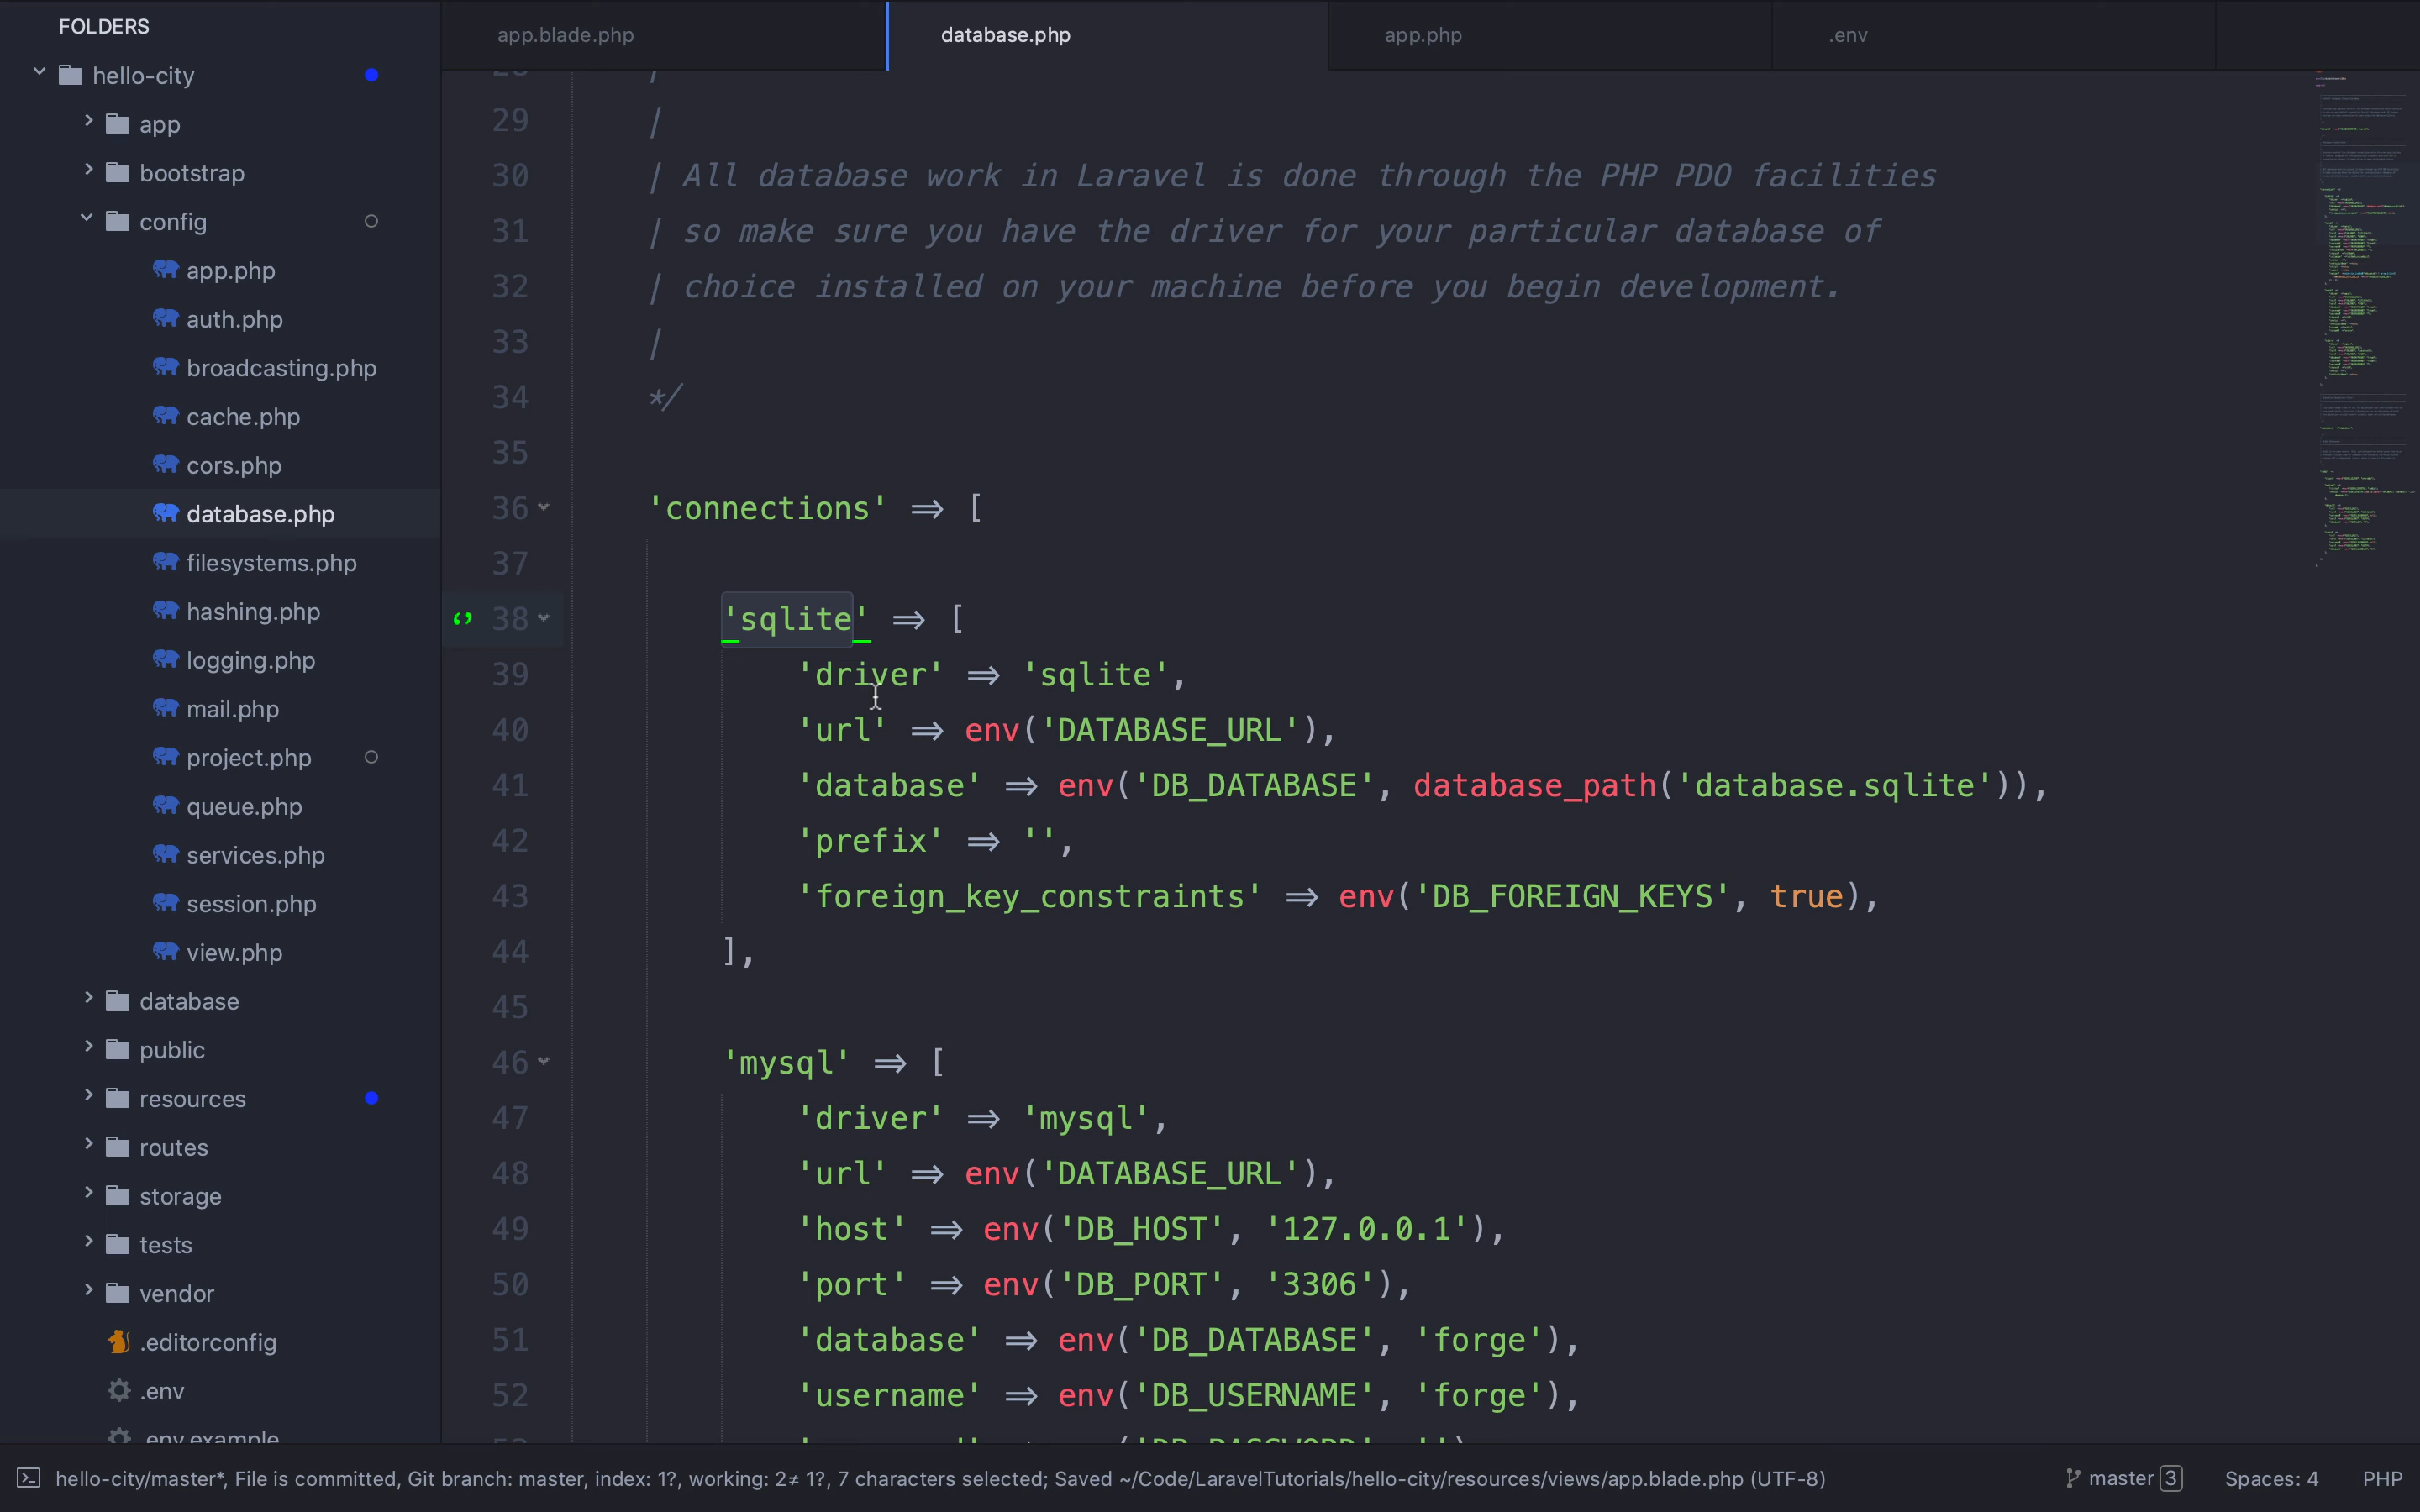 FOLDERS
hello-city
app
bootstrap
config
app.php
auth.php
broadcasting.php
cache.php
cors.php
database.php
filesystems.php
hashing.php
logging.php
mail.php
project.php
queue.php
services.php
session.php
view.php
database
public
resources
routes
storage
tests
vendor
.editorconfig
.env
.env.example
app.blade.php
database.php
app.php
.env
28 |
29 |
30 | All database work in Laravel is done through the PHP PDO facilities
31 | so make sure you have the driver for your particular database of
32 | choice installed on your machine before you begin development.
33 |
34 */
35
36 'connections' => [
37
38 'sqlite' => [
39 'driver' => 'sqlite',
40 'url' => env('DATABASE_URL'),
41 'database' => env('DB_DATABASE', database_path('database.sqlite')),
42 'prefix' => '',
43 'foreign_key_constraints' => env('DB_FOREIGN_KEYS', true),
44 ],
45
46 'mysql' => [
47 'driver' => 'mysql',
48 'url' => env('DATABASE_URL'),
49 'host' => env('DB_HOST', '127.0.0.1'),
50 'port' => env('DB_PORT', '3306'),
51 'database' => env('DB_DATABASE', 'forge'),
52 'username' => env('DB_USERNAME', 'forge'),
hello-city/master*, File is committed, Git branch: master, index: 1?, working: 2≠ 1?, 7 characters selected; Saved ~/Code/LaravelTutorials/hello-city/resources/views/app.blade.php (UTF-8)
master 3
Spaces: 4
PHP